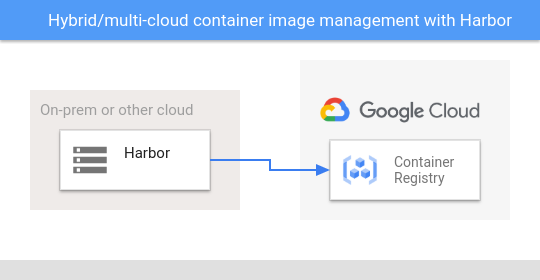 Hybrid/multi-cloud container image management with Harbor
On-prem or other cloud
Harbor
Google Cloud
Container
Registry